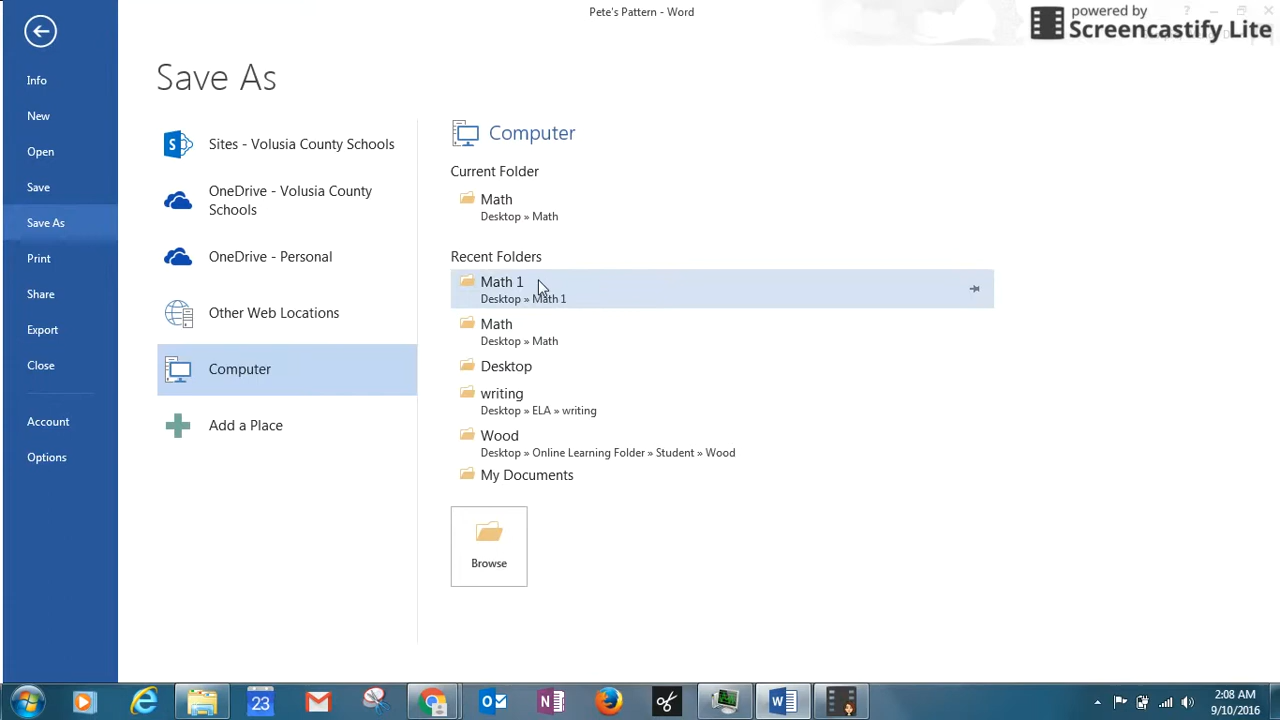 Pete's Pattern - Word
powered by
Screencastify Lite
Info
New
Open
Save
Save As
Print
Share
Export
Close
Account
Options
Save As
Sites - Volusia County Schools
OneDrive - Volusia County
Schools
OneDrive - Personal
Other Web Locations
Computer
Add a Place
Computer
Current Folder
Math
Desktop » Math
Recent Folders
Math 1
Desktop » Math 1
Math
Desktop » Math
Desktop
writing
Desktop » ELA » writing
Wood
Desktop » Online Learning Folder » Student » Wood
My Documents
Browse
23
2:08 AM
9/10/2016